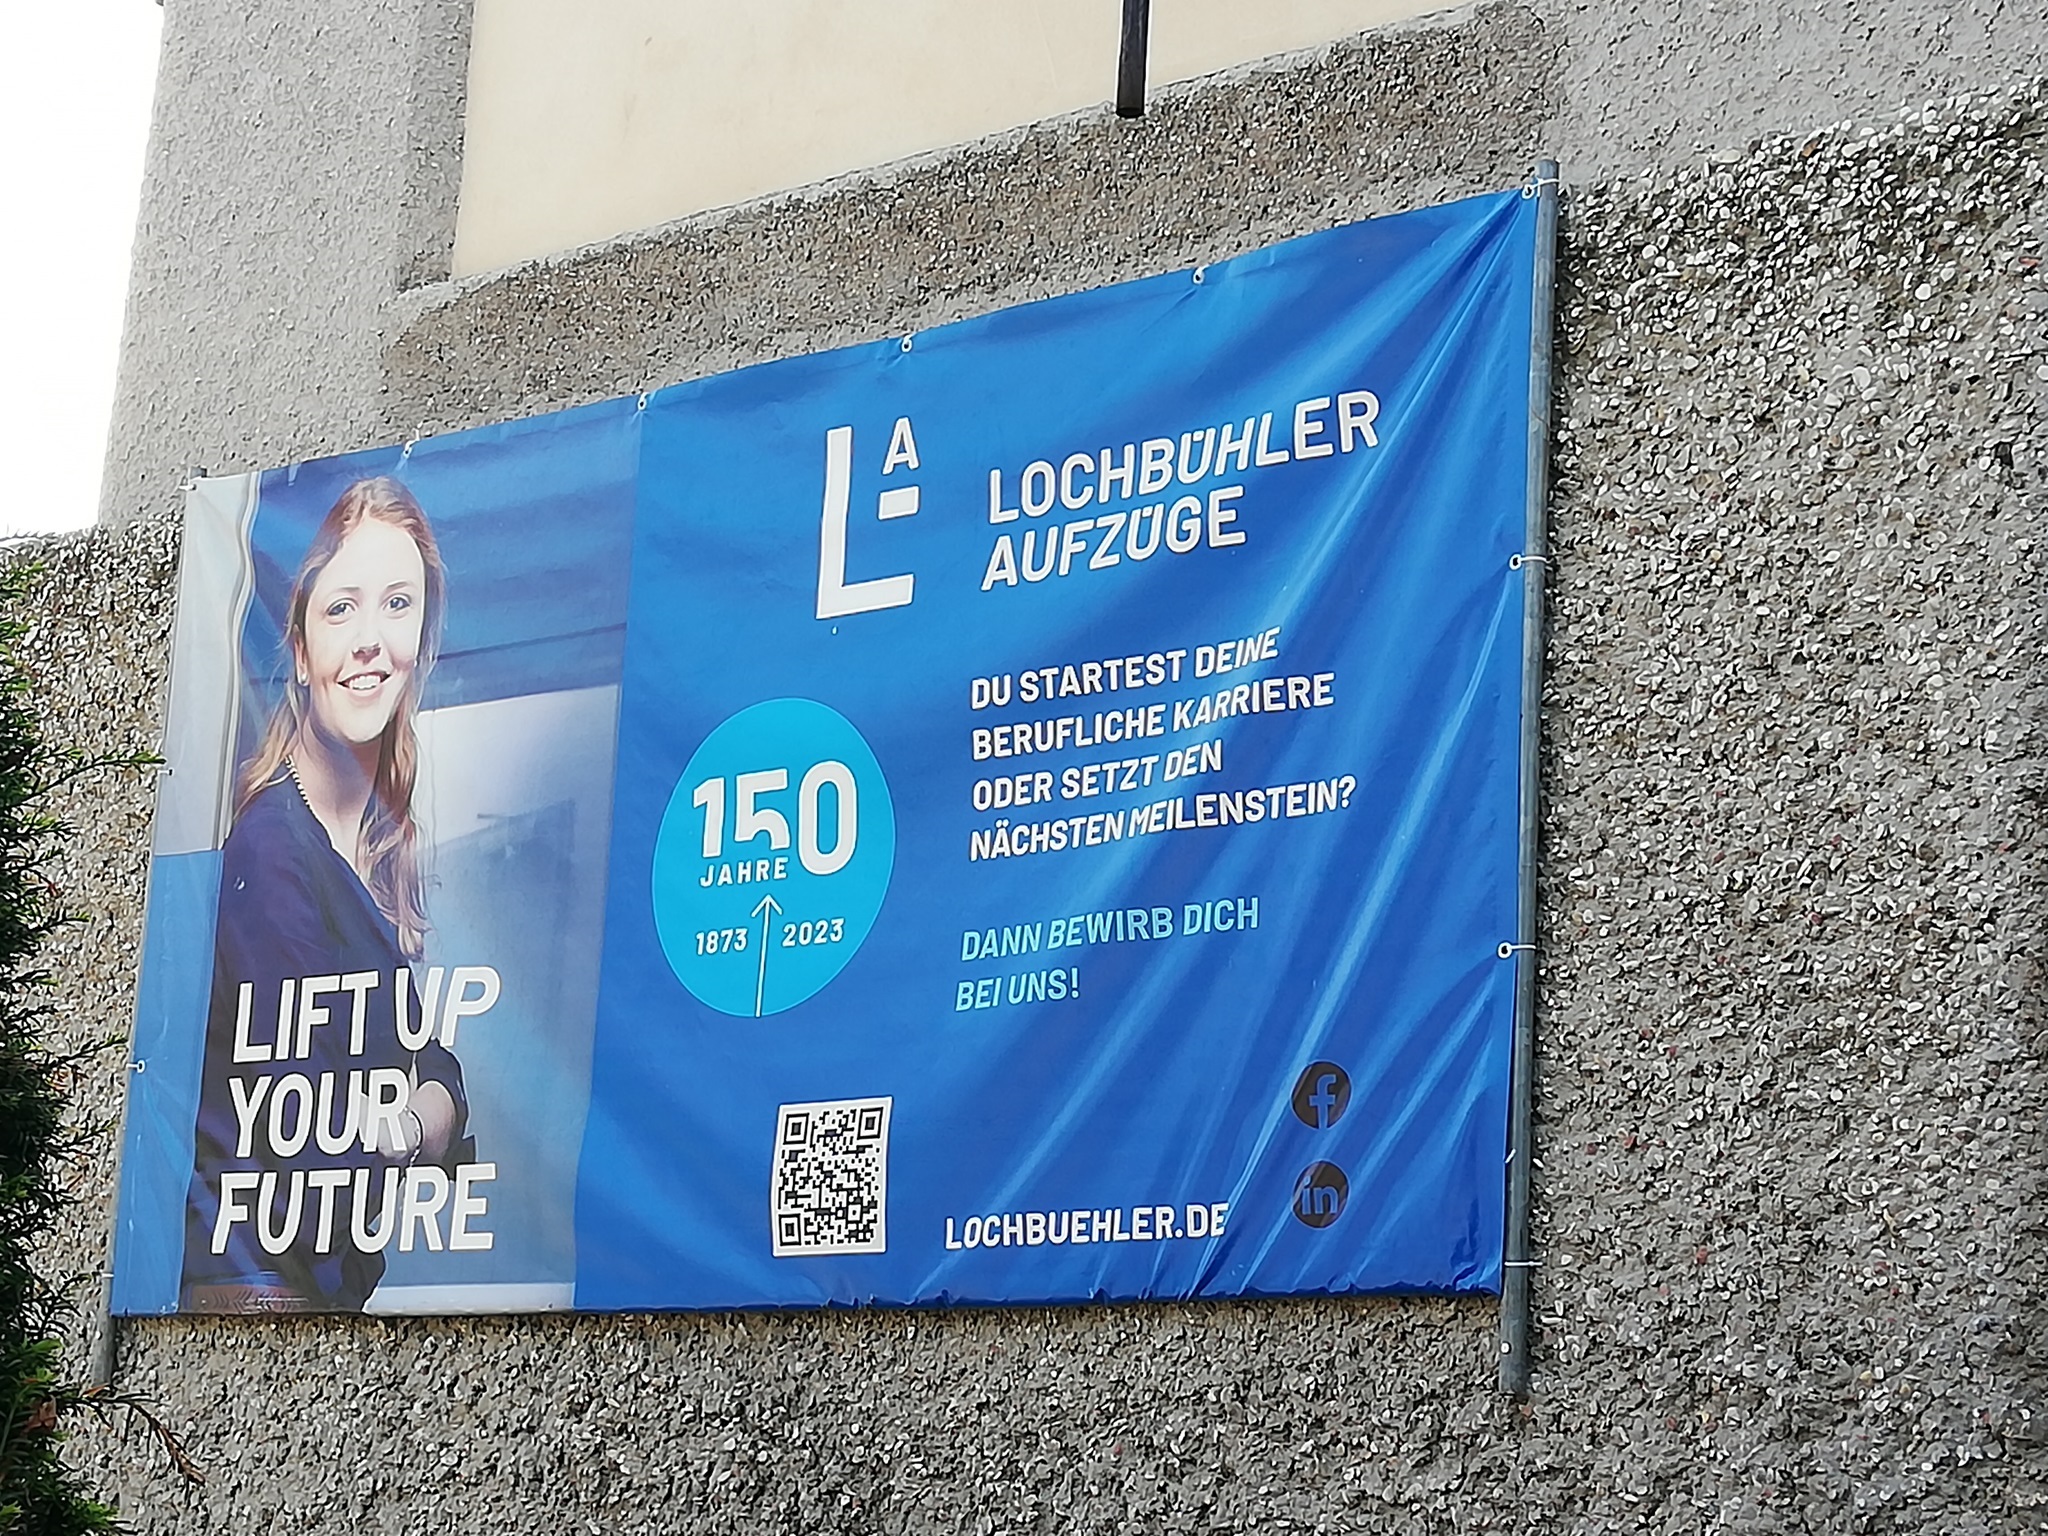 LA
LOCHBÜHLER
AUFZÜGE
DU STARTEST DEINE
BERUFLICHE KARRIERE
ODER SETZT DEN
NÄCHSTEN MEILENSTEIN?
DANN BEWIRB DICH
BEI UNS!
150
JAHRE
1873 2023
LIFT UP
YOUR
FUTURE
LOCHBUEHLER.DE
f
in